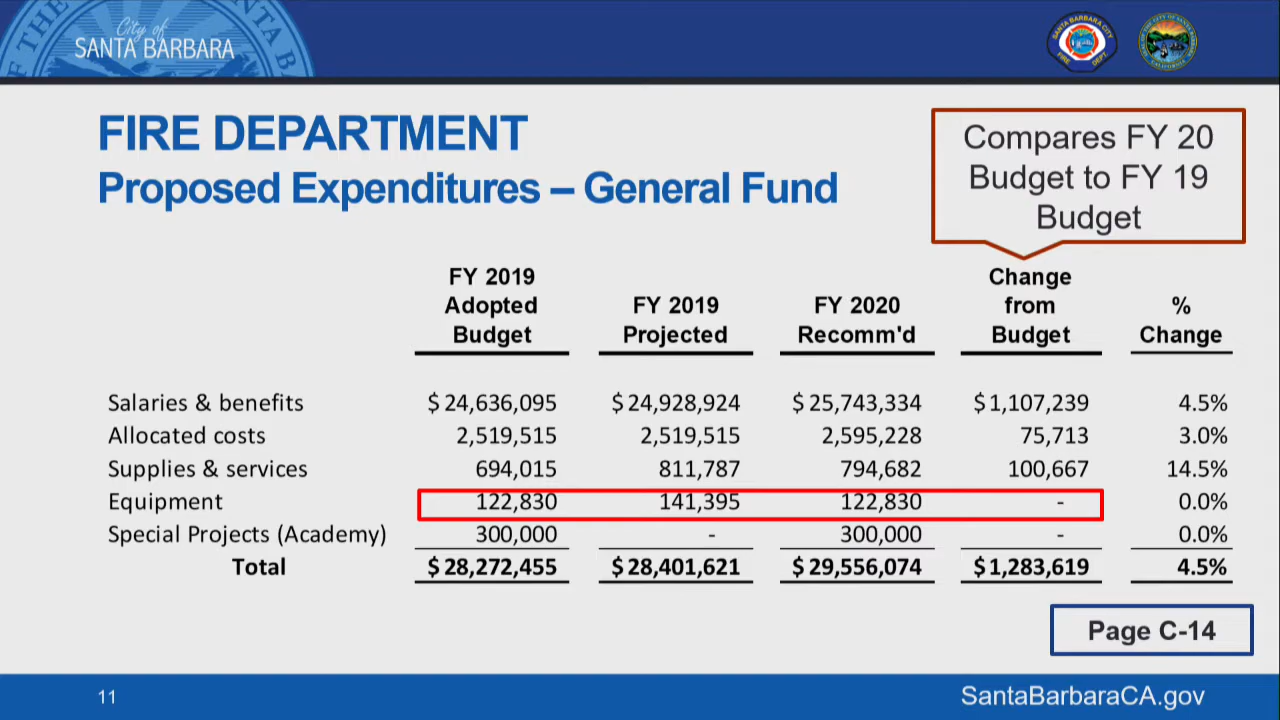 City of
SANTA BARBARA
SANTA BARBARA CITY
FIRE DEPT.
FIRE DEPARTMENT
Proposed Expenditures – General Fund
Compares FY 20
Budget to FY 19
Budget
FY 2019 Adopted Budget FY 2019 Projected FY 2020 Recomm'd Change from Budget % Change
Salaries & benefits $ 24,636,095 $ 24,928,924 $ 25,743,334 $ 1,107,239 4.5%
Allocated costs 2,519,515 2,519,515 2,595,228 75,713 3.0%
Supplies & services 694,015 811,787 794,682 100,667 14.5%
Equipment 122,830 141,395 122,830 - 0.0%
Special Projects (Academy) 300,000 - 300,000 - 0.0%
Total $ 28,272,455 $ 28,401,621 $ 29,556,074 $ 1,283,619 4.5%
Page C-14
11
SantaBarbaraCA.gov